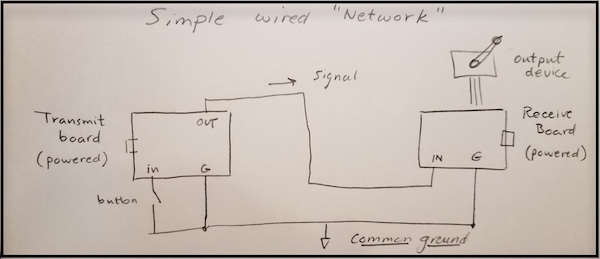 Simple wired "Network"
Signal
output
device
Transmit
board
(powered)
OUT
in
G
button
Receive
Board
(powered)
IN
G
Common ground